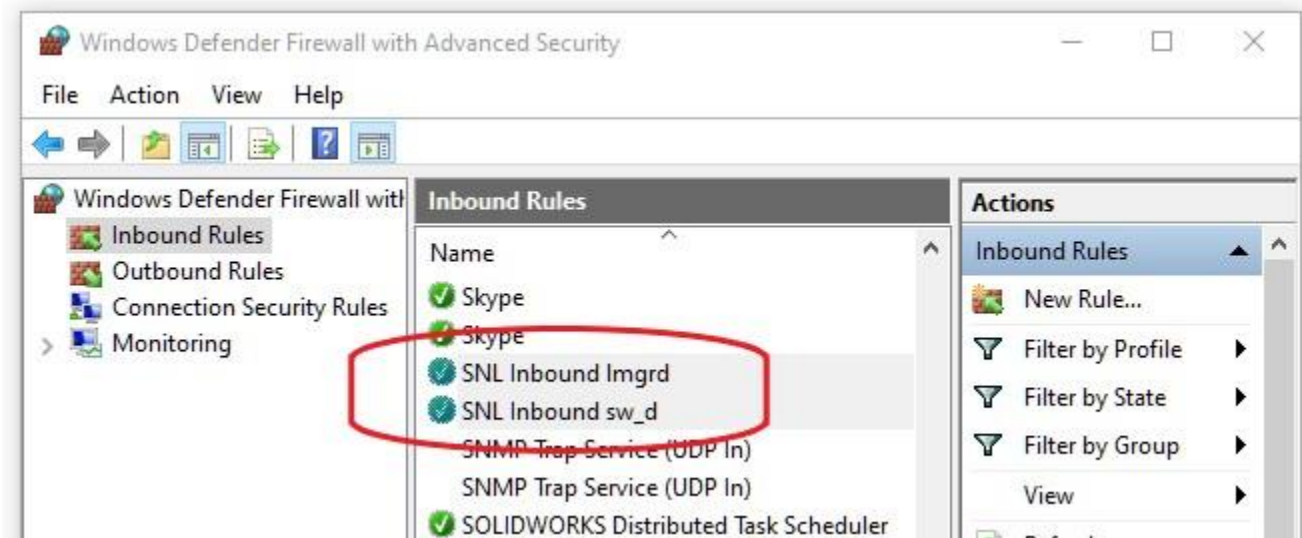 Windows Defender Firewall with Advanced Security
File Action View Help
Windows Defender Firewall with
Inbound Rules
Outbound Rules
Connection Security Rules
Monitoring
Inbound Rules
Name
Skype
Skype
SNL Inbound lmgrd
SNL Inbound sw_d
SNMP Trap Service (UDP In)
SNMP Trap Service (UDP In)
SOLIDWORKS Distributed Task Scheduler
Actions
Inbound Rules
New Rule...
Filter by Profile
Filter by State
Filter by Group
View